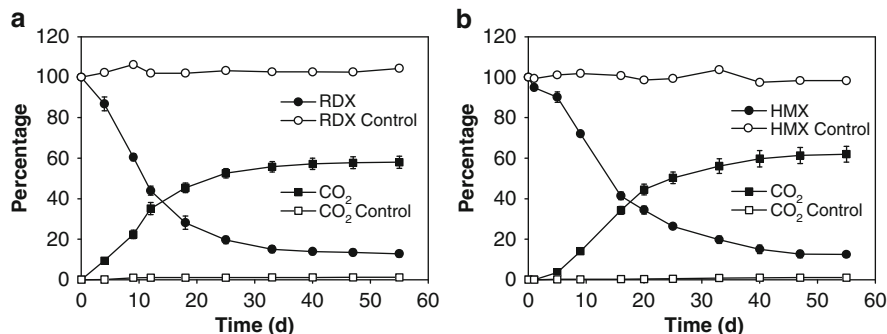 a
120
100
80
60
40
20
0
Percentage
RDX
RDX Control
CO2
CO2 Control
0 10 20 30 40 50 60
Time (d)
b
120
100
80
60
40
20
0
Percentage
HMX
HMX Control
CO2
CO2 Control
0 10 20 30 40 50 60
Time (d)